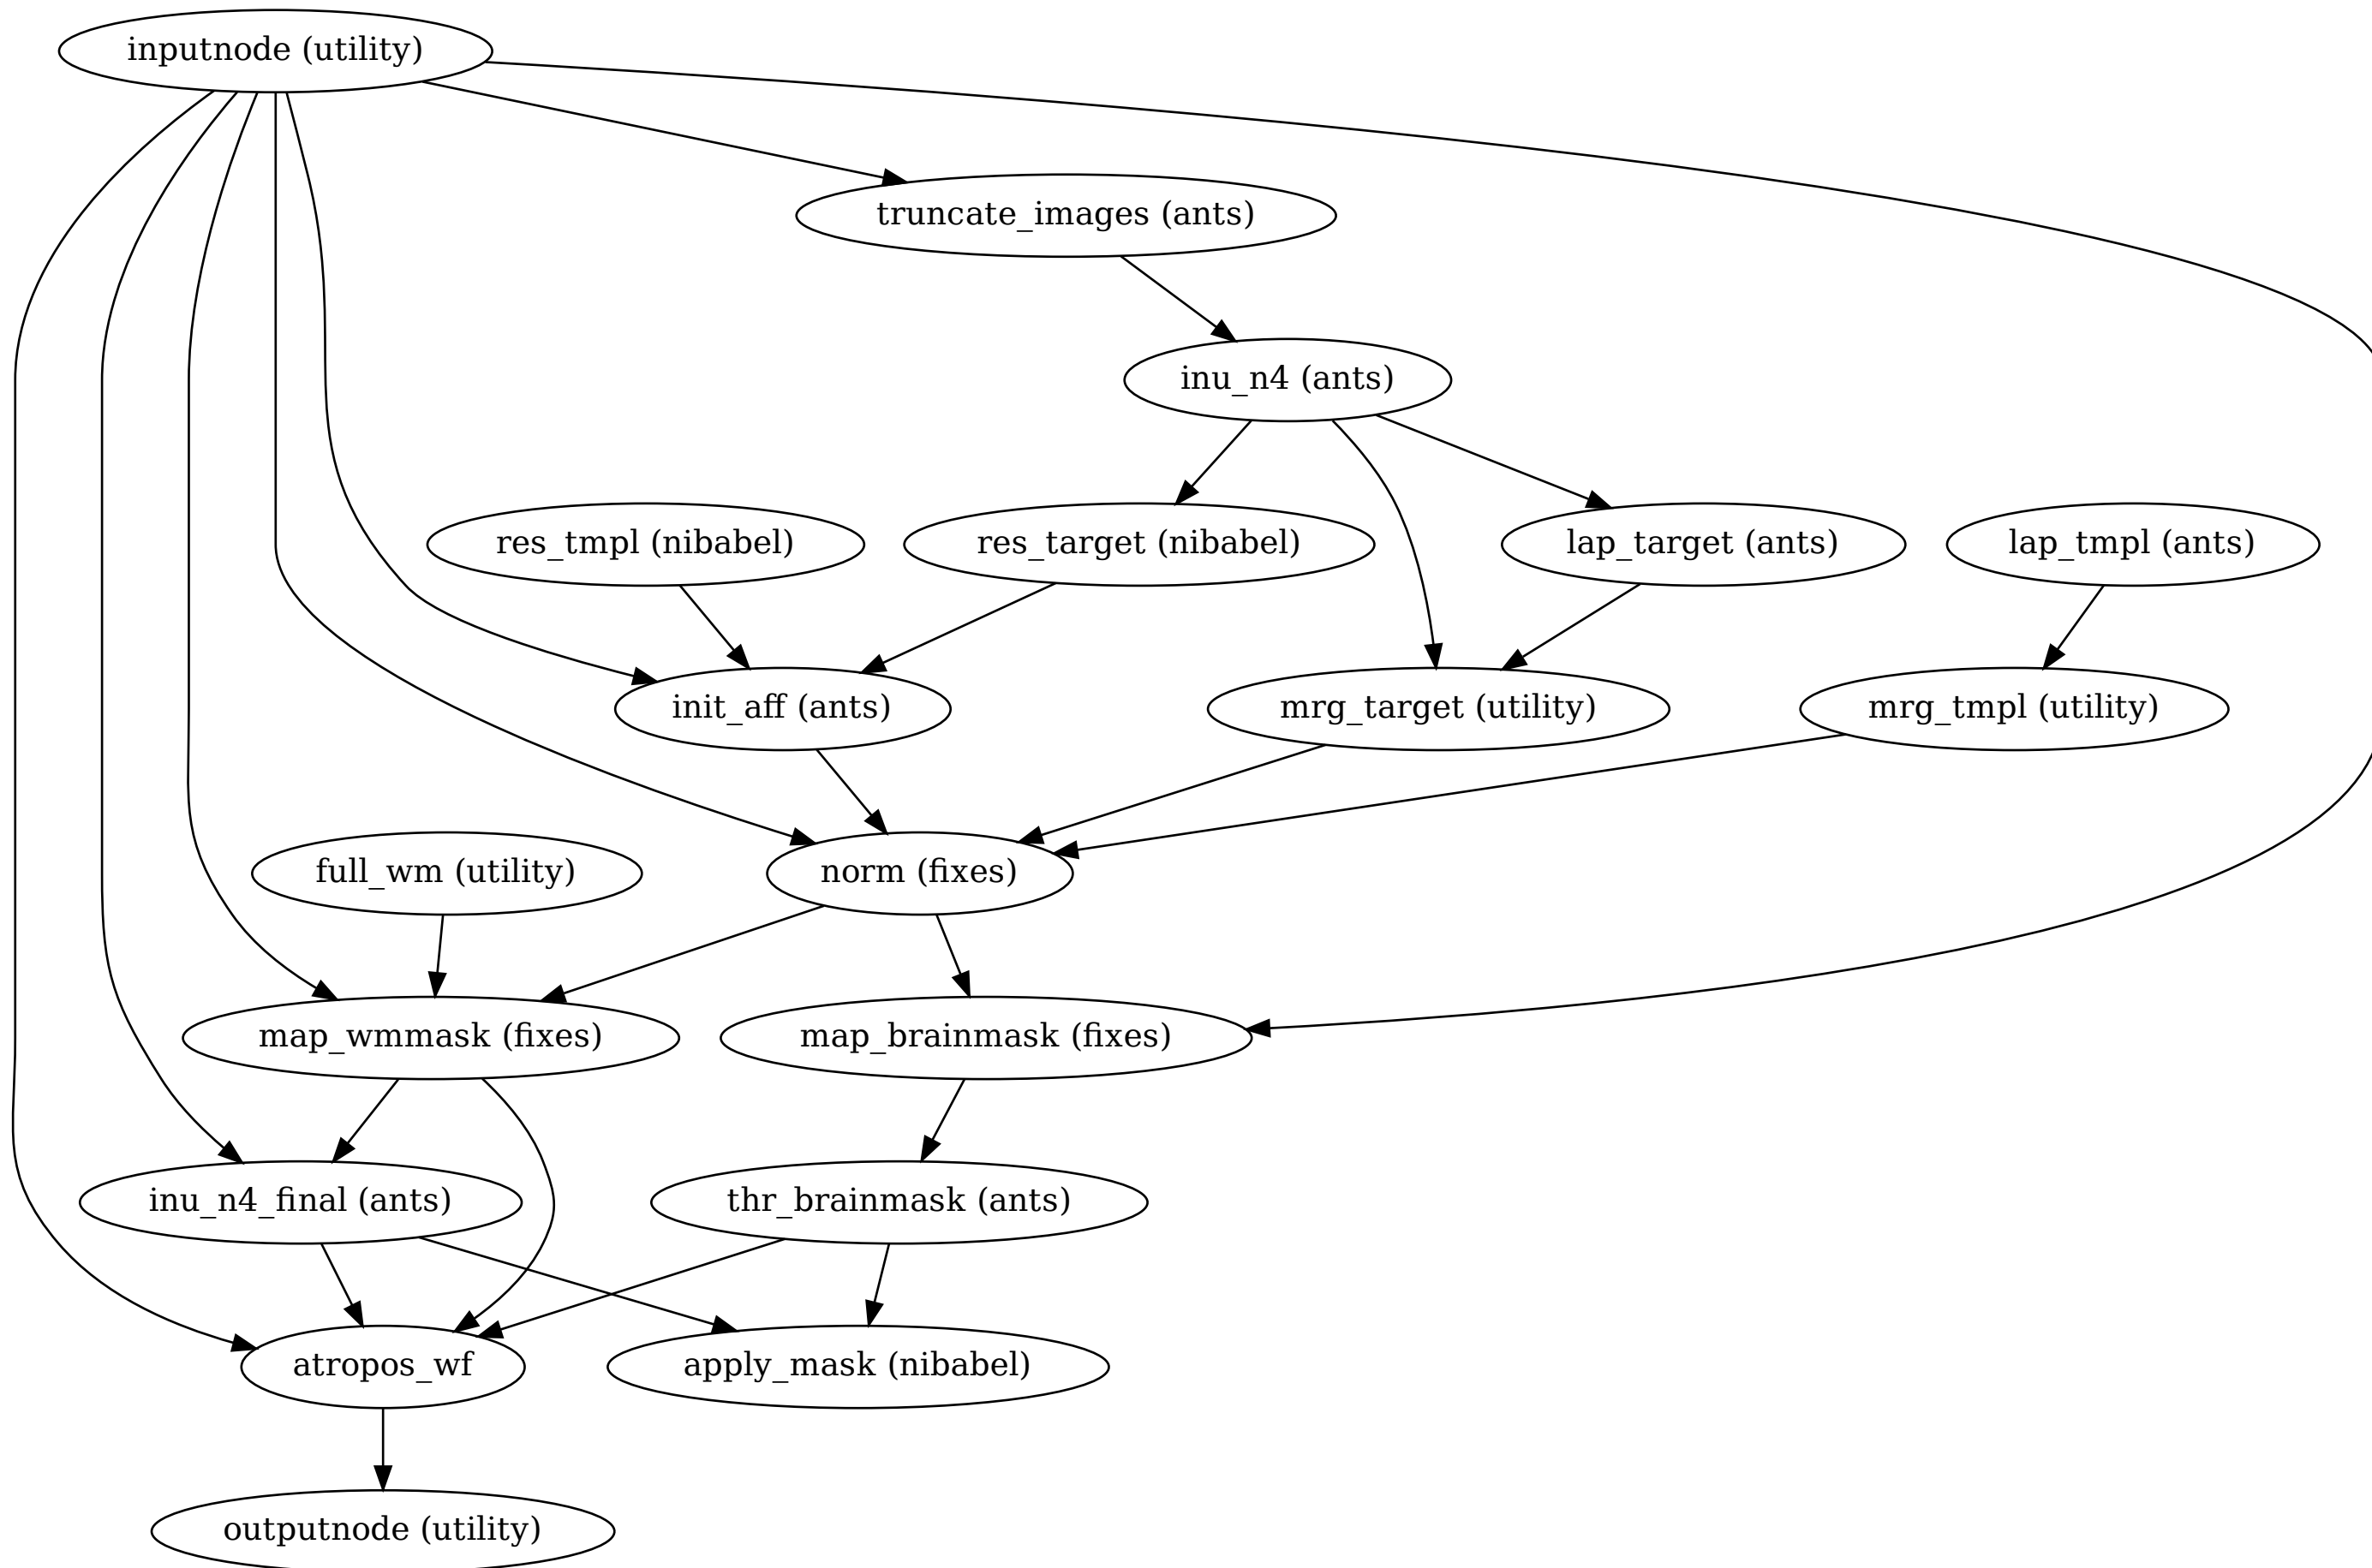 inputnode (utility)
truncate_images (ants)
inu_n4 (ants)
res_tmpl (nibabel)
res_target (nibabel)
lap_target (ants)
lap_tmpl (ants)
init_aff (ants)
mrg_target (utility)
mrg_tmpl (utility)
full_wm (utility)
norm (fixes)
map_wmmask (fixes)
map_brainmask (fixes)
inu_n4_final (ants)
thr_brainmask (ants)
atropos_wf
apply_mask (nibabel)
outputnode (utility)